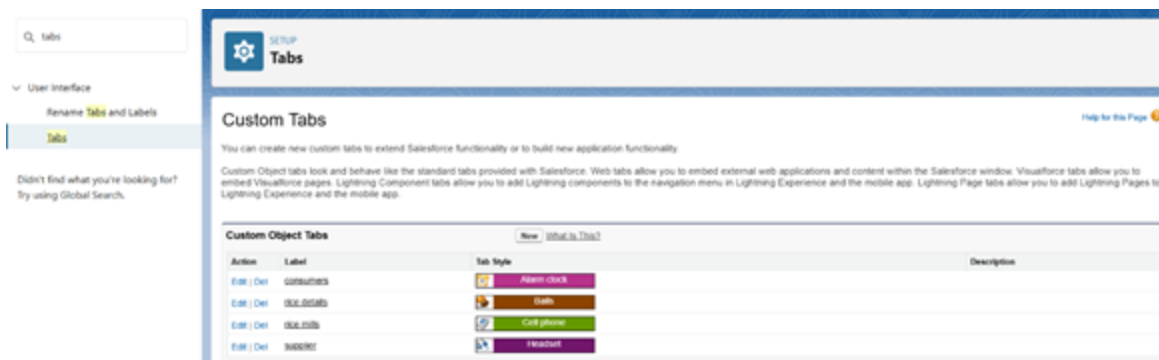 tabs
User Interface
Rename Tabs and Labels
Tabs
Didn't find what you're looking for?
Try using Global Search.
SETUP
Tabs
Custom Tabs
Help for this Page
You can create new custom tabs to extend Salesforce functionality or to build new application functionality.
Custom Object tabs look and behave like the standard tabs provided with Salesforce. Web tabs allow you to embed external web applications and content within the Salesforce window. Visualforce tabs allow you to
embed Visualforce pages. Lightning Component tabs allow you to add Lightning components to the navigation menu in Lightning Experience and the mobile app. Lightning Page tabs allow you to add Lightning Pages to
Lightning Experience and the mobile app.
Custom Object Tabs New What Is This?
Action Label Tab Style Description
Edit | Del consumers Alarm clock
Edit | Del rice details Balls
Edit | Del rice mills Cell phone
Edit | Del supplier Headset